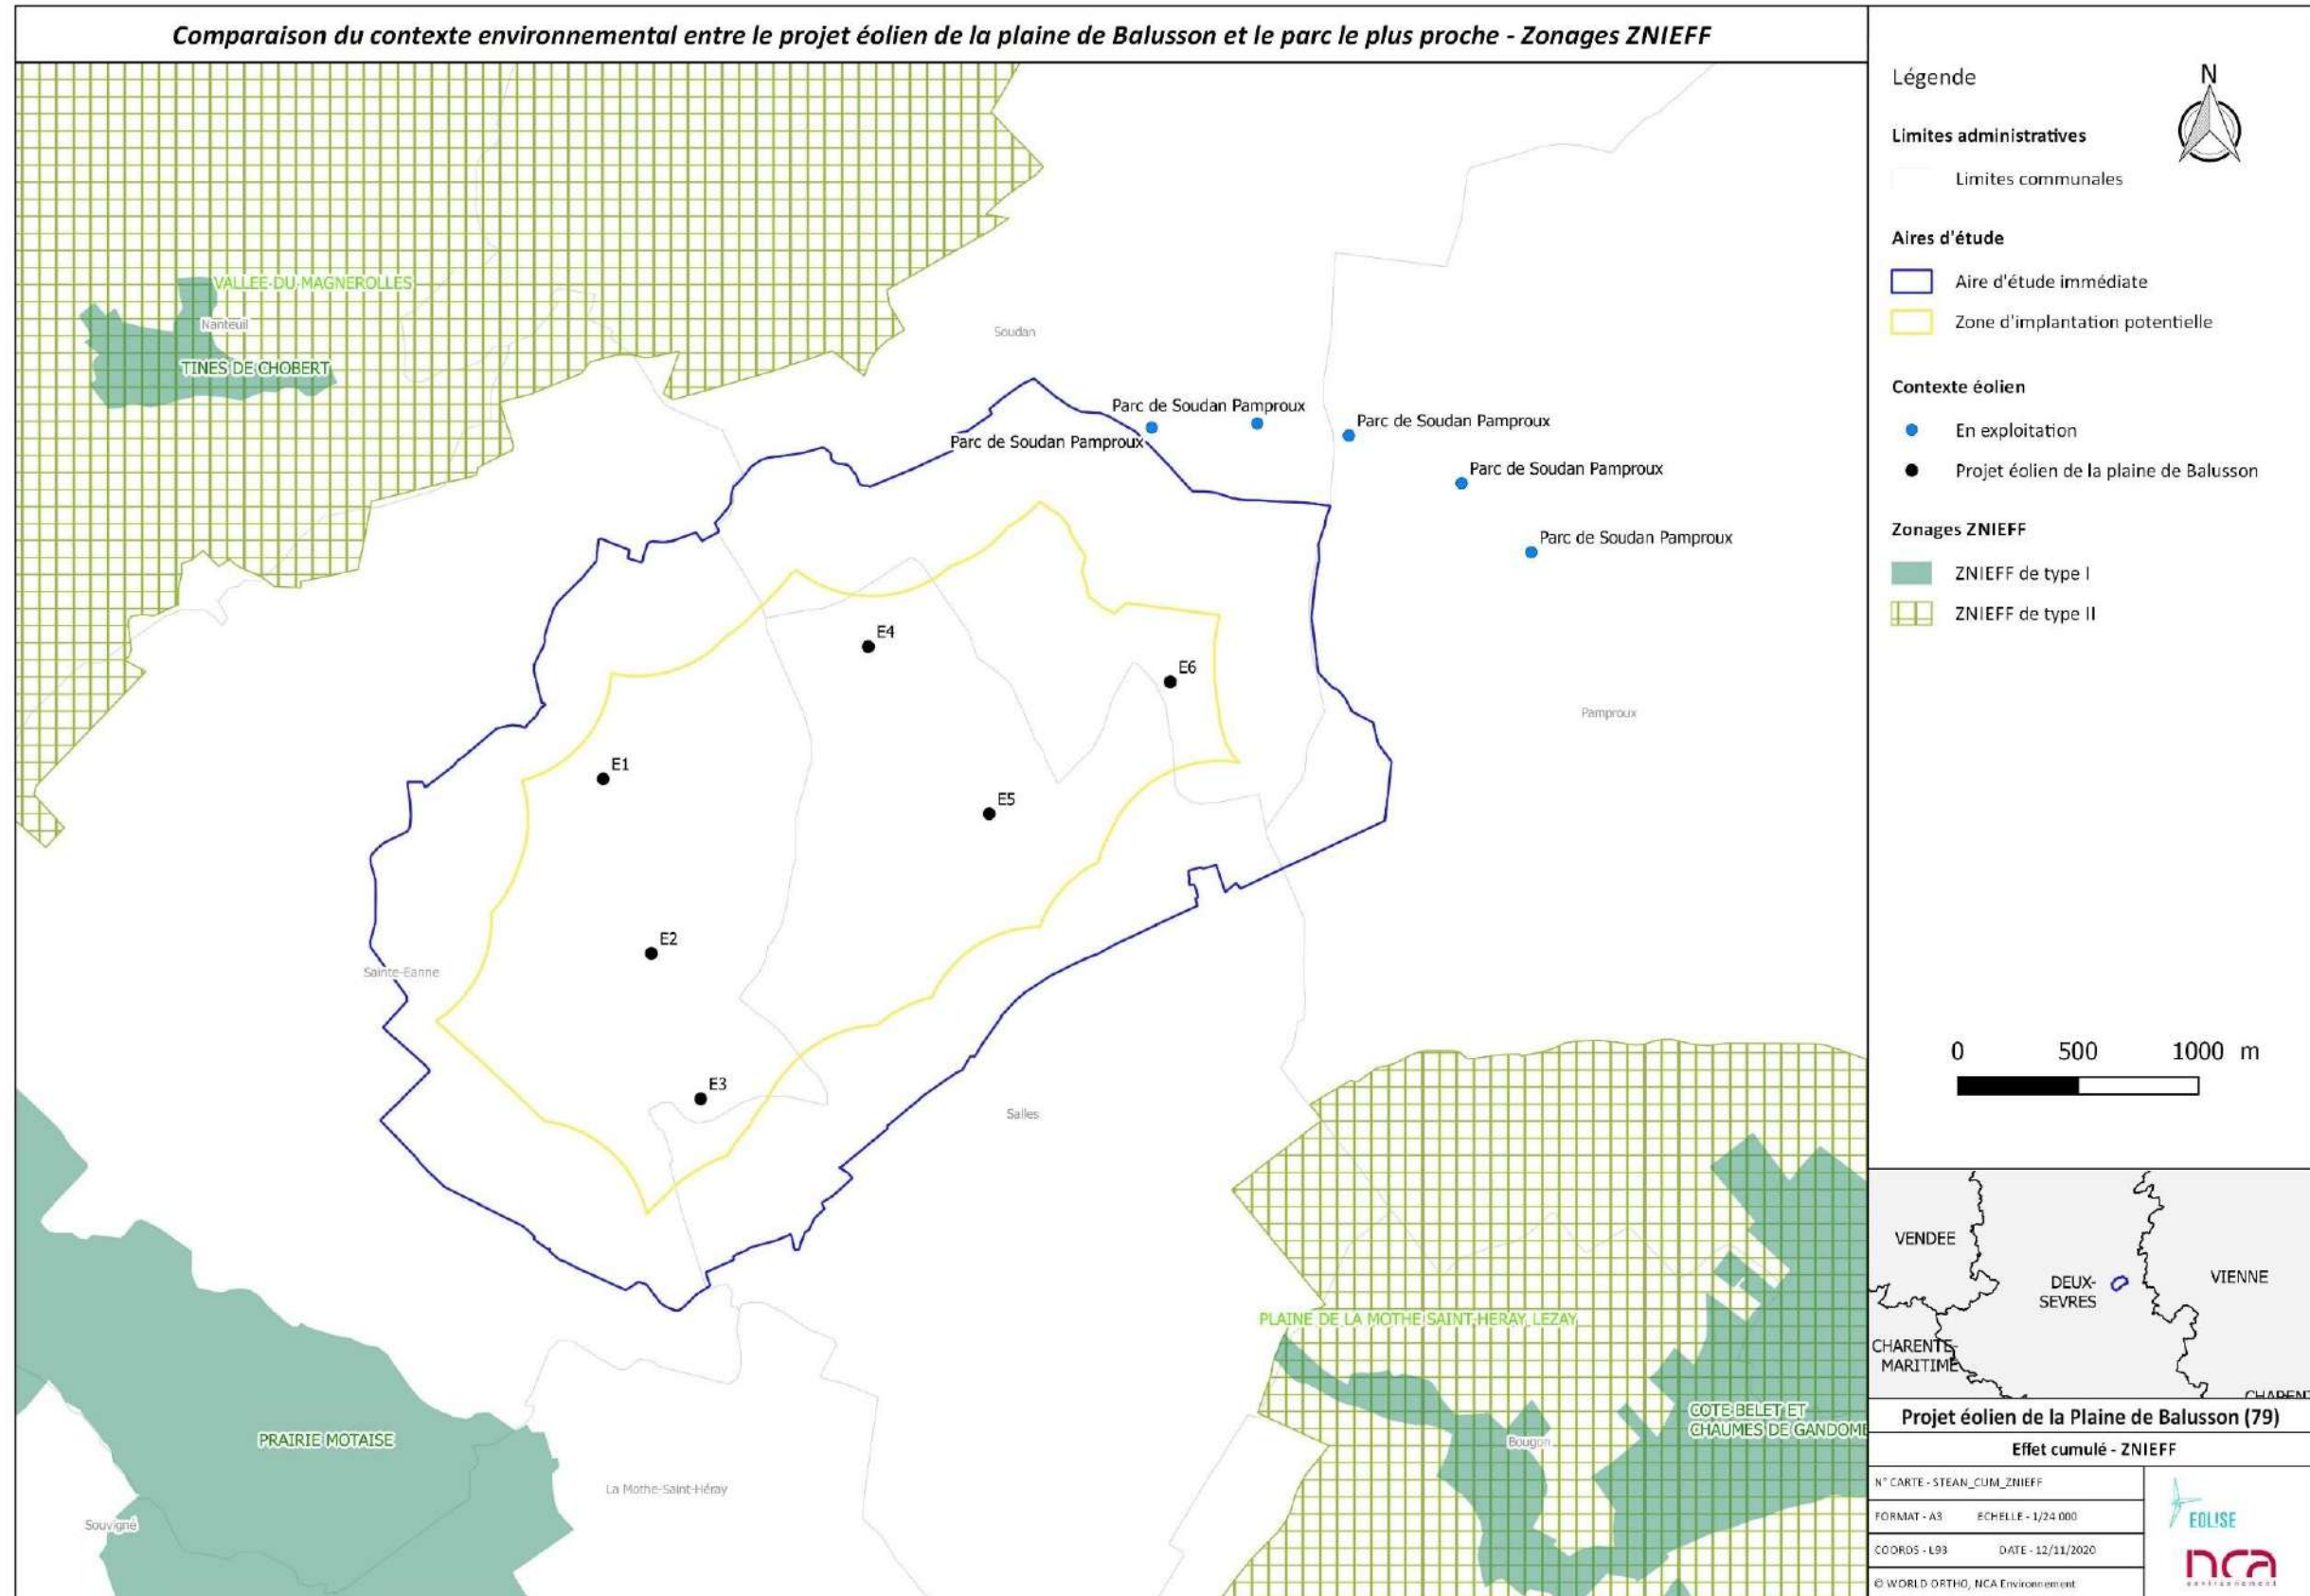 Comparaison du contexte environnemental entre le projet éolien de la plaine de Balusson et le parc le plus proche - Zonages ZNIEFF
VALLEE DU MAGNEROLLES
Nanteuil
TINES DE CHOBERT
Soudan
Parc de Soudan Pamproux
Parc de Soudan Pamproux
Parc de Soudan Pamproux
Parc de Soudan Pamproux
Parc de Soudan Pamproux
E4
E6
Pamproux
E1
E5
E2
Sainte-Eanne
E3
Salles
PLAINE DE LA MOTHE SAINT-HERAY LEZAY
COTE BELET ET
CHAUMES DE GANDOME
Bougon
PRAIRIE MOTAISE
La Mothe-Saint-Héray
Souvigné
Légende
N
Limites administratives
Limites communales
Aires d'étude
Aire d'étude immédiate
Zone d'implantation potentielle
Contexte éolien
En exploitation
Projet éolien de la plaine de Balusson
Zonages ZNIEFF
ZNIEFF de type I
ZNIEFF de type II
0 500 1000 m
VENDEE
DEUX-
SEVRES
VIENNE
CHARENTE-
MARITIME
CHARENT
Projet éolien de la Plaine de Balusson (79)
Effet cumulé - ZNIEFF
N° CARTE - STEAN_CUM_ZNIEFF
FORMAT - A3 ECHELLE - 1/24 000
COORDS - L93 DATE - 12/11/2020
© WORLD ORTHO, NCA Environnement
EOLISE
nca
environnement